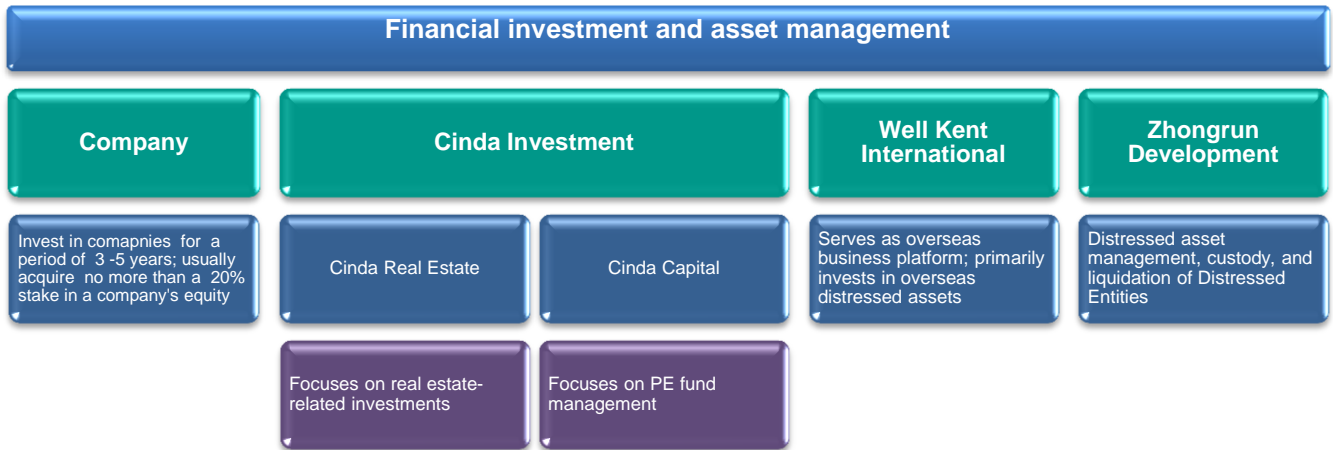 Financial investment and asset management
Company
Cinda Investment
Well Kent
International
Zhongrun
Development
Invest in comapnies for a
period of 3 -5 years; usually
acquire no more than a 20%
stake in a company's equity
Cinda Real Estate
Cinda Capital
Serves as overseas
business platform; primarily
invests in overseas
distressed assets
Distressed asset
management, custody, and
liquidation of Distressed
Entities
Focuses on real estate-
related investments
Focuses on PE fund
management